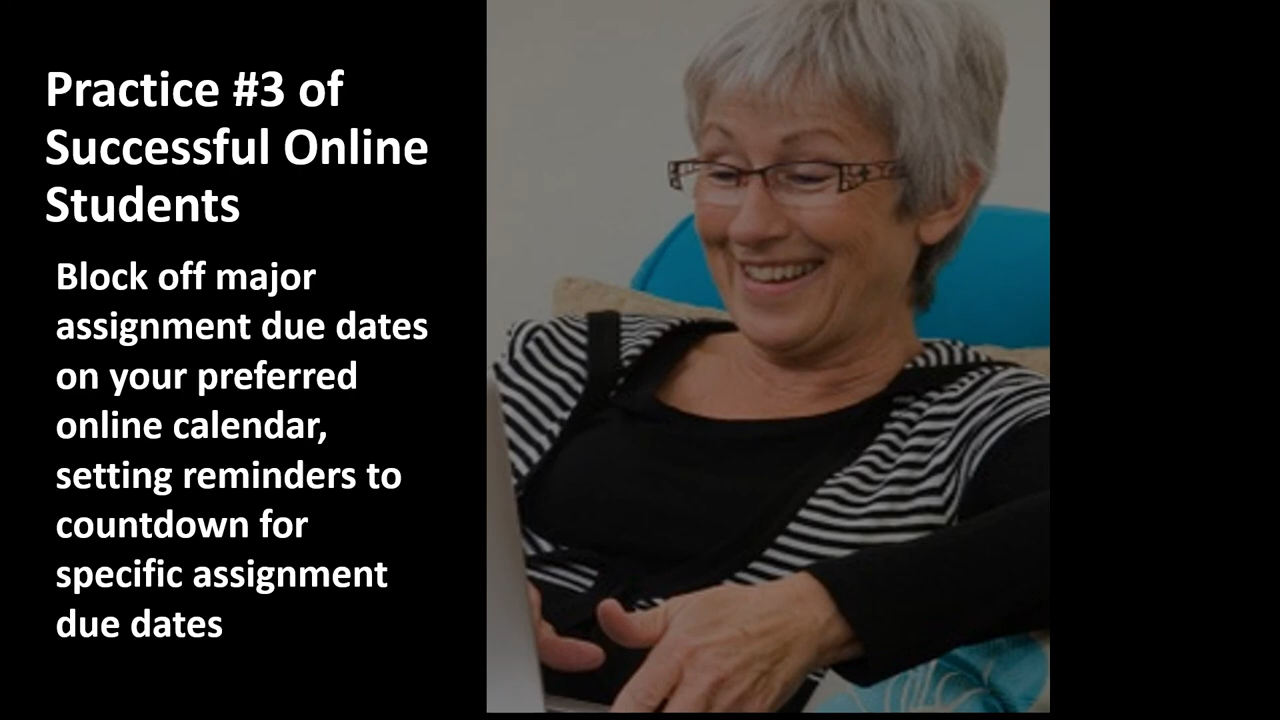 Practice #3 of
Successful Online
Students
Block off major
assignment due dates
on your preferred
online calendar,
setting reminders to
countdown for
specific assignment
due dates